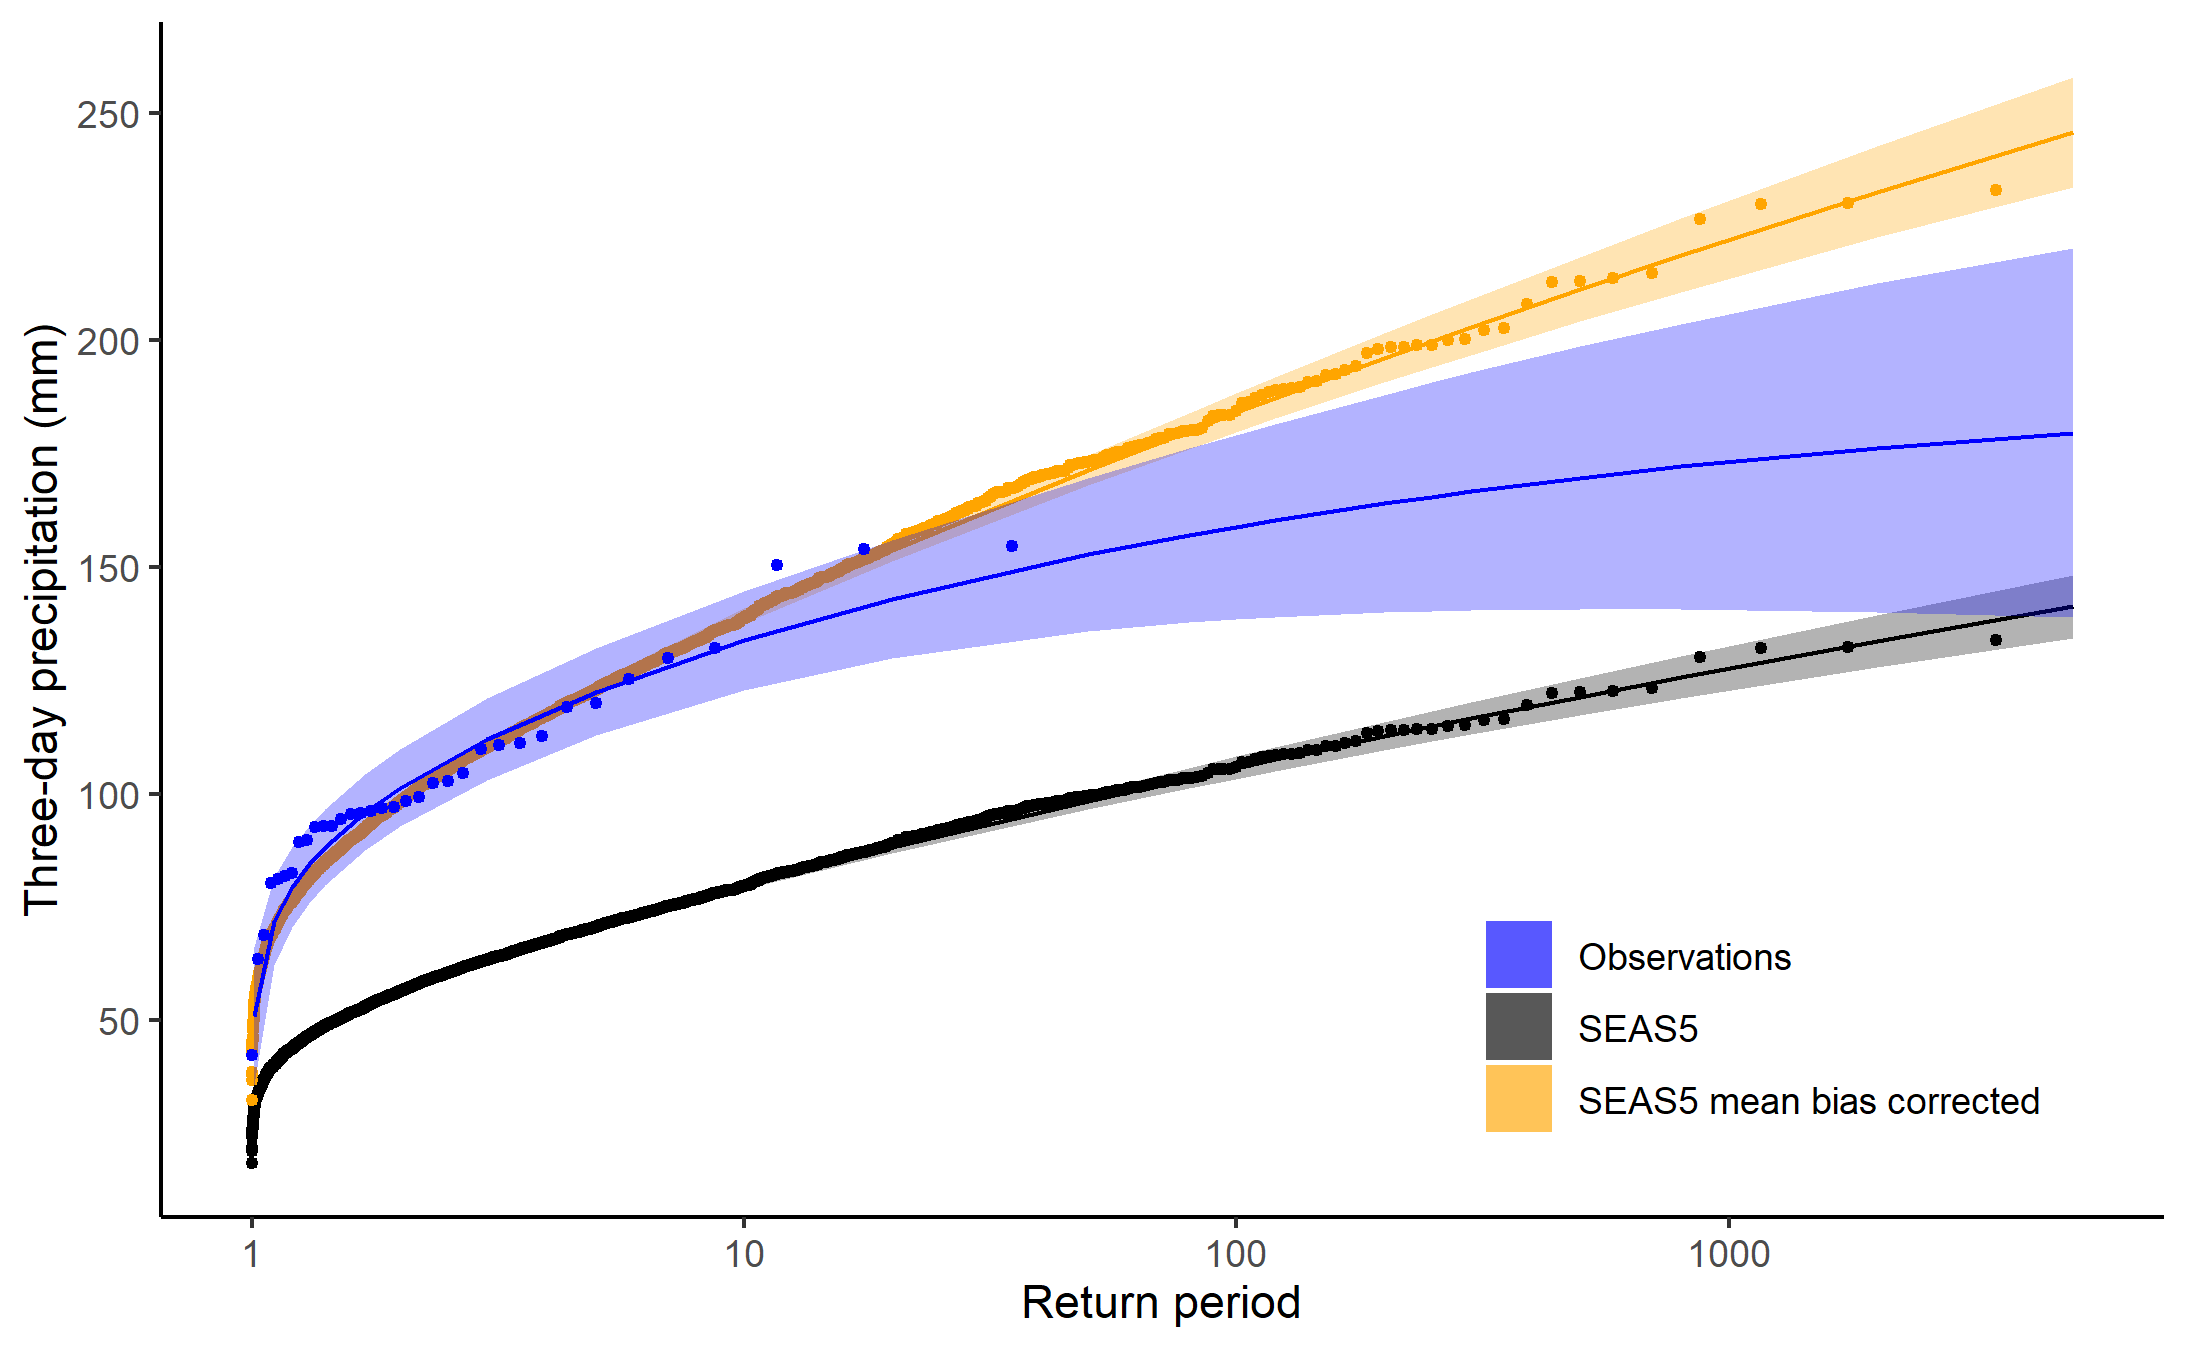 Three-day precipitation (mm)
250
200
150
100
50
Observations
SEAS5
SEAS5 mean bias corrected
1 10 100 1000
Return period